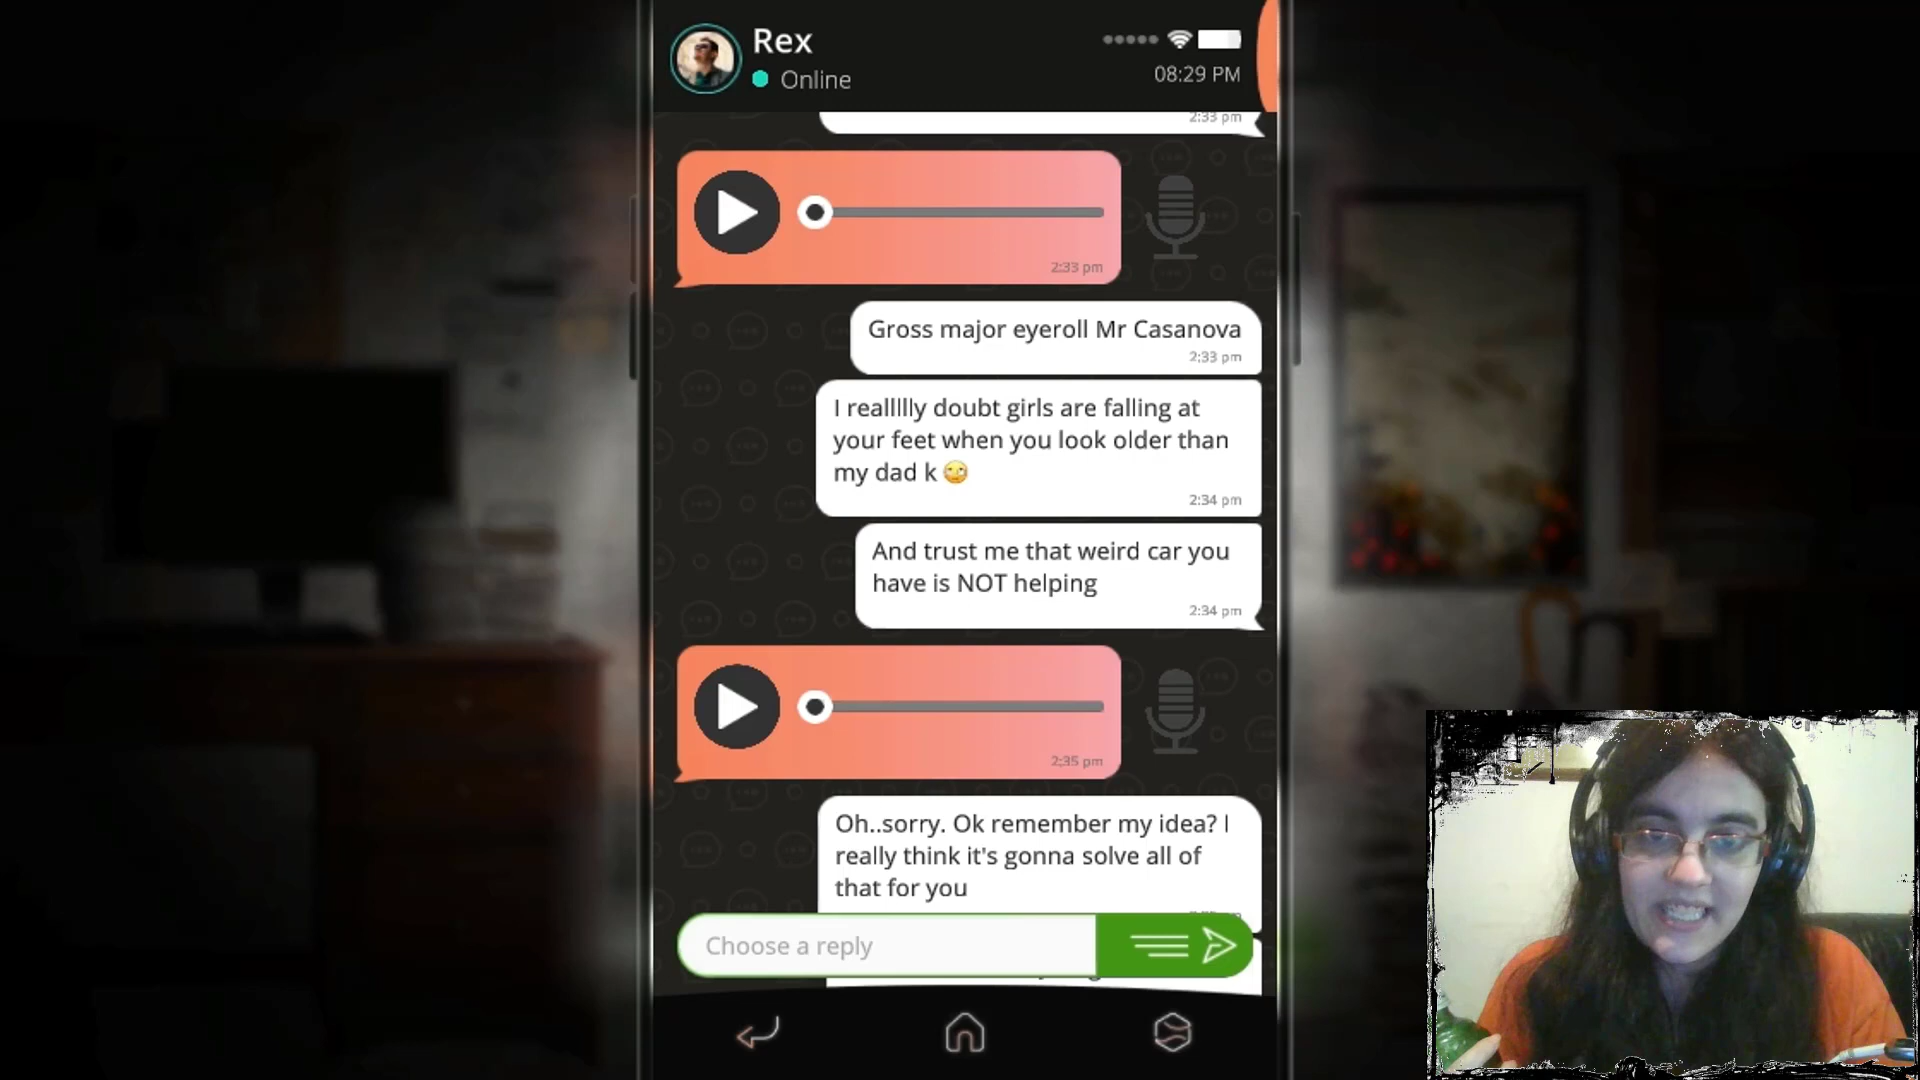 Rex
Online
08:29 PM
2:33 pm
2:33 pm
Gross major eyeroll Mr Casanova
2:33 pm
I reallllly doubt girls are falling at
your feet when you look older than
my dad k
2:34 pm
And trust me that weird car you
have is NOT helping
2:34 pm
2:35 pm
Oh..sorry. Ok remember my idea? I
really think it's gonna solve all of
that for you
Choose a reply